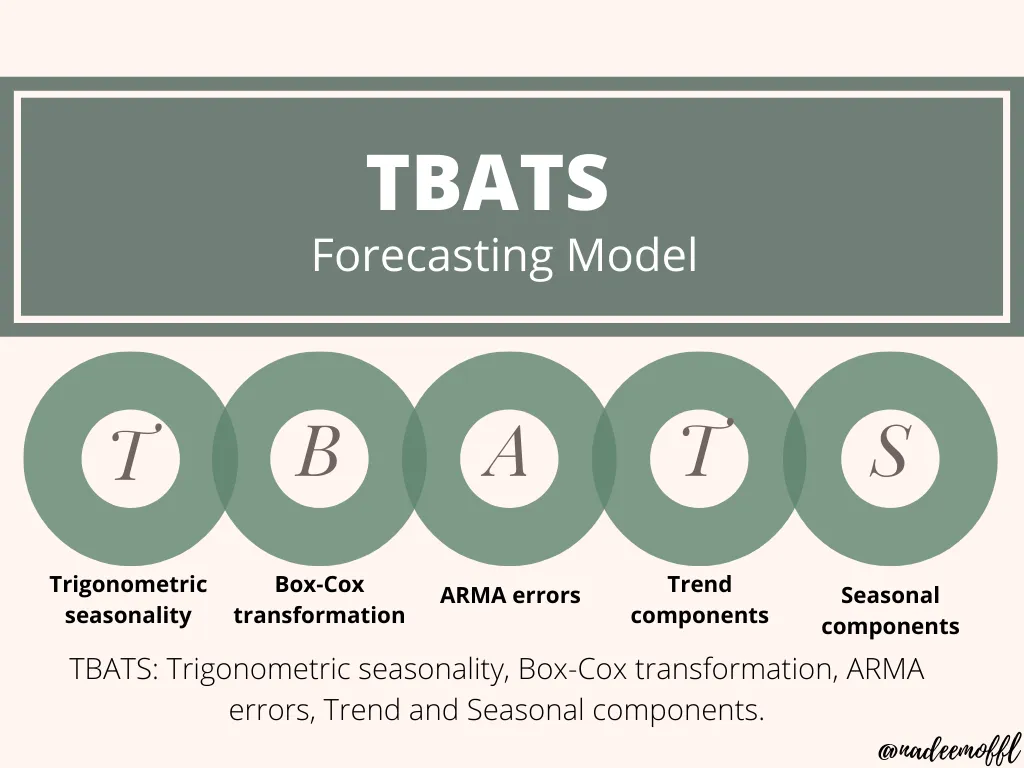 TBATS
Forecasting Model
T B A T S
Trigonometric
seasonality
Box-Cox
transformation
ARMA errors
Trend
components
Seasonal
components
TBATS: Trigonometric seasonality, Box-Cox transformation, ARMA
errors, Trend and Seasonal components.
@nadeemoffl